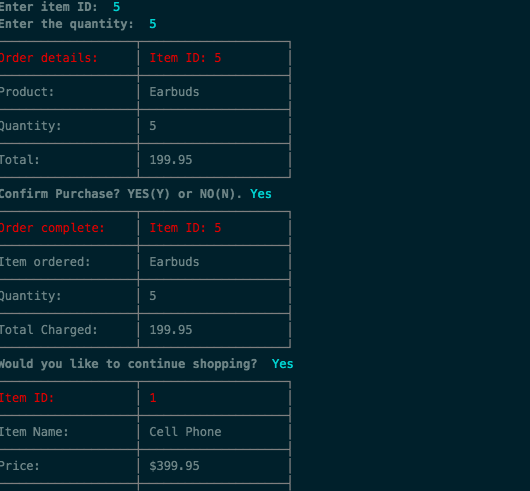 Enter item ID: 5
Enter the quantity: 5
Order details: Item ID: 5
Product: Earbuds
Quantity: 5
Total: 199.95
Confirm Purchase? YES(Y) or NO(N). Yes
Order complete: Item ID: 5
Item ordered: Earbuds
Quantity: 5
Total Charged: 199.95
Would you like to continue shopping? Yes
Item ID: 1
Item Name: Cell Phone
Price: $399.95